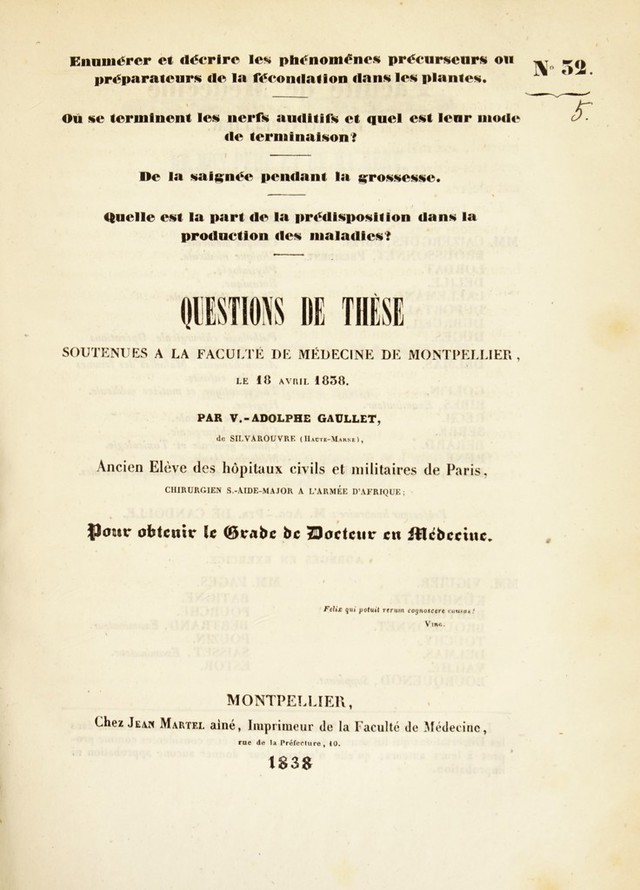 Enumérer et décrire les phénomènes précurseurs ou
préparateurs de la fécondation dans les plantes.
No 52.
5.
Où se terminent les nerfs auditifs et quel est leur mode
de terminaison?
De la saignée pendant la grossesse.
Quelle est la part de la prédisposition dans la
production des maladies?
QUESTIONS DE THÈSE
SOUTENUES A LA FACULTÉ DE MÉDECINE DE MONTPELLIER,
LE 18 AVRIL 1838.
PAR V.-ADOLPHE GAULLET,
de SILVAROUVRE (HAUTE-MARNE),
Ancien Elève des hôpitaux civils et militaires de Paris,
CHIRURGIEN S.-AIDE-MAJOR A L'ARMÉE D'AFRIQUE;
Pour obtenir le Grade de Docteur en Médecine.
Felix qui potuit rerum cognoscere causas!
VIRG.
MONTPELLIER,
Chez JEAN MARTEL aîné, Imprimeur de la Faculté de Médecine,
rue de la Préfecture, 10.
1838